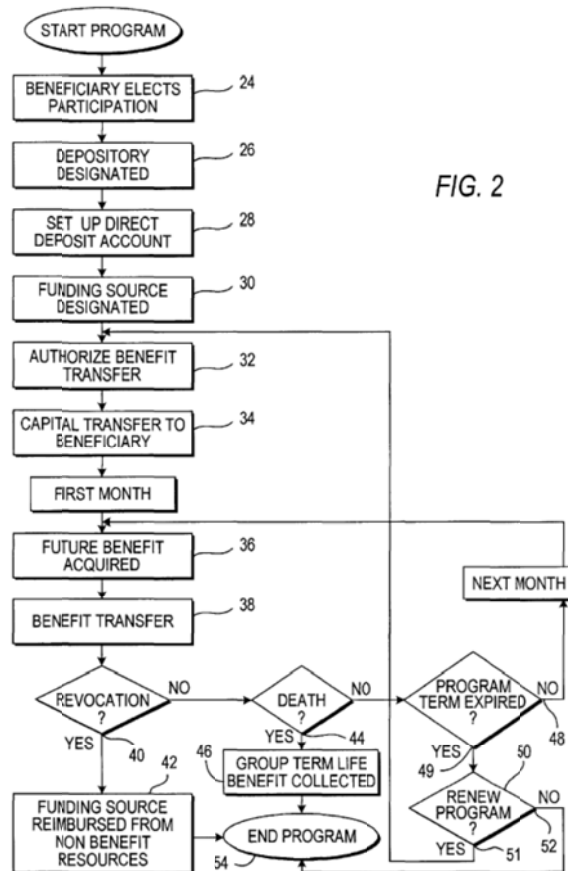 START PROGRAM
BENEFICIARY ELECTS
PARTICIPATION
24
DEPOSITORY
DESIGNATED
26
FIG. 2
SET UP DIRECT
DEPOSIT ACCOUNT
28
FUNDING SOURCE
DESIGNATED
30
AUTHORIZE BENEFIT
TRANSFER
32
CAPITAL TRANSFER TO
BENEFICIARY
34
FIRST MONTH
FUTURE BENEFIT
ACQUIRED
36
NEXT MONTH
BENEFIT TRANSFER
38
REVOCATION
?
NO
YES
40
DEATH
?
NO
YES
44
PROGRAM
TERM EXPIRED
?
NO
48
YES
49
42
FUNDING SOURCE
REIMBURSED FROM
NON BENEFIT
RESOURCES
46
GROUP TERM LIFE
BENEFIT COLLECTED
50
RENEW
PROGRAM
?
NO
52
YES
51
END PROGRAM
54